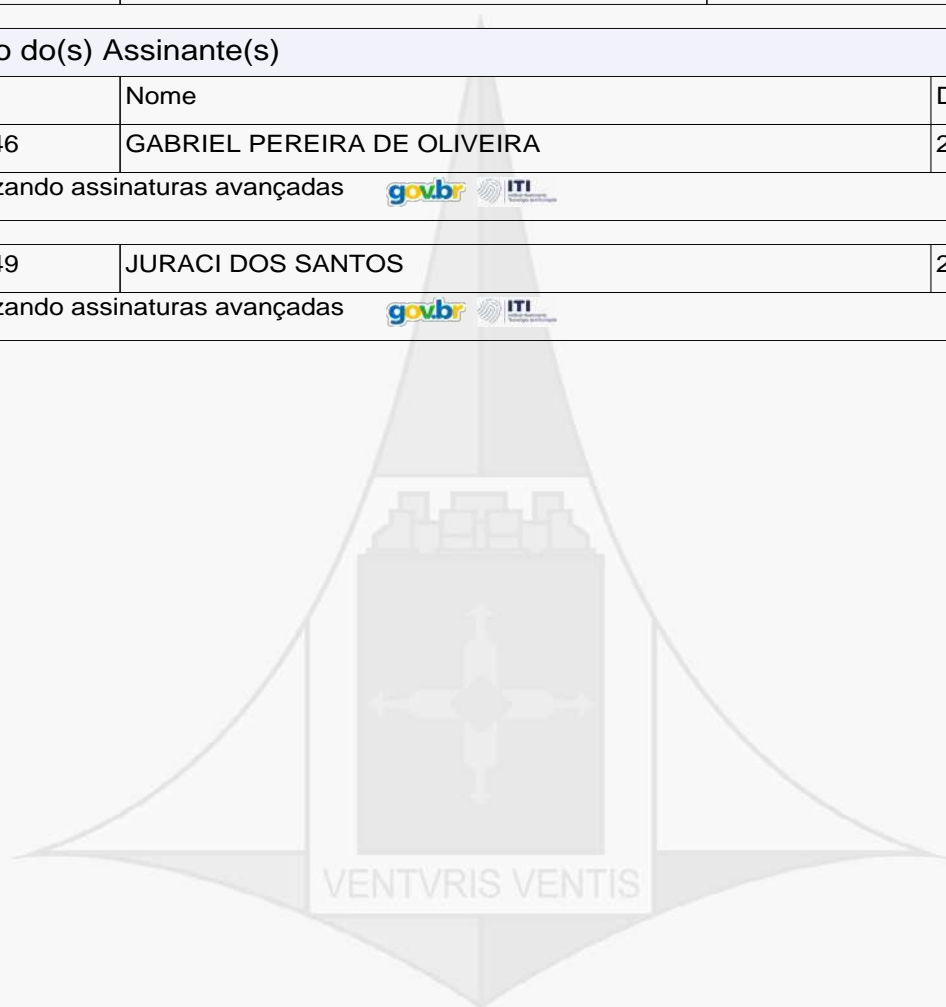 o do(s) Assinante(s)
Nome D
46 GABRIEL PEREIRA DE OLIVEIRA 2
zando assinaturas avançadas gov.br ITI
49 JURACI DOS SANTOS 2
zando assinaturas avançadas gov.br ITI
VENTVRIS VENTIS